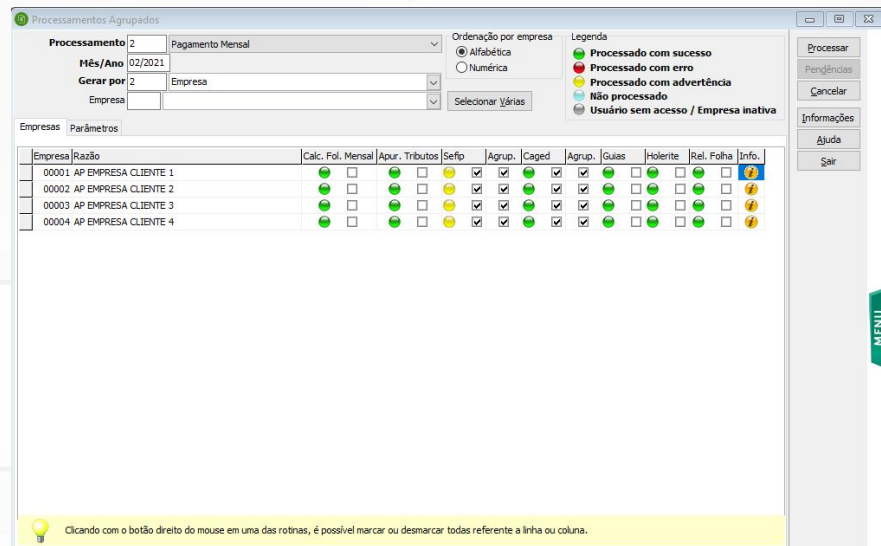 Processamentos Agrupados
Processamento 2 Pagamento Mensal
Mês/Ano 02/2021
Gerar por 2 Empresa
Empresa Selecionar Várias
Ordenação por empresa
Alfabética
Numérica
Legenda
Processado com sucesso
Processado com erro
Processado com advertência
Não processado
Usuário sem acesso / Empresa inativa
Processar
Pendências
Cancelar
Informações
Ajuda
Sair
Empresas Parâmetros
Empresa Razão Calc. Fol. Mensal Apur. Tributos Sefip Agrup. Caged Agrup. Guias Holerite Rel. Folha Info.
00001 AP EMPRESA CLIENTE 1
00002 AP EMPRESA CLIENTE 2
00003 AP EMPRESA CLIENTE 3
00004 AP EMPRESA CLIENTE 4
MENU
Clicando com o botão direito do mouse em uma das rotinas, é possível marcar ou desmarcar todas referente a linha ou coluna.